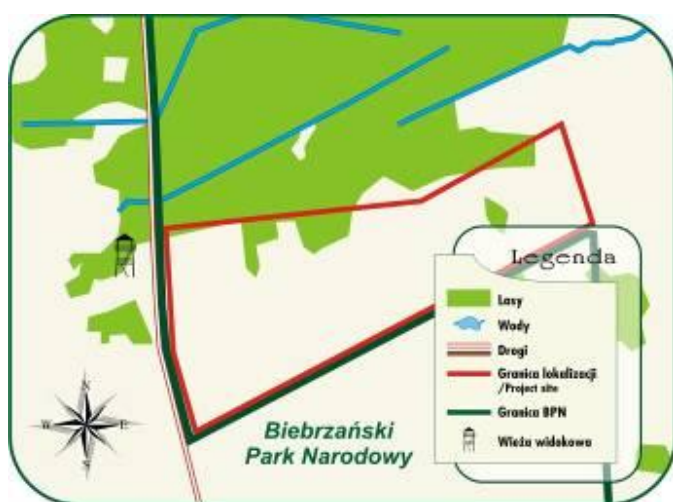 Legenda
Lasy
Wody
Drogi
Granica lokalizacji
/Project site
Granica BPN
Wieża widokowa
N
W E
S
Biebrzański
Park Narodowy